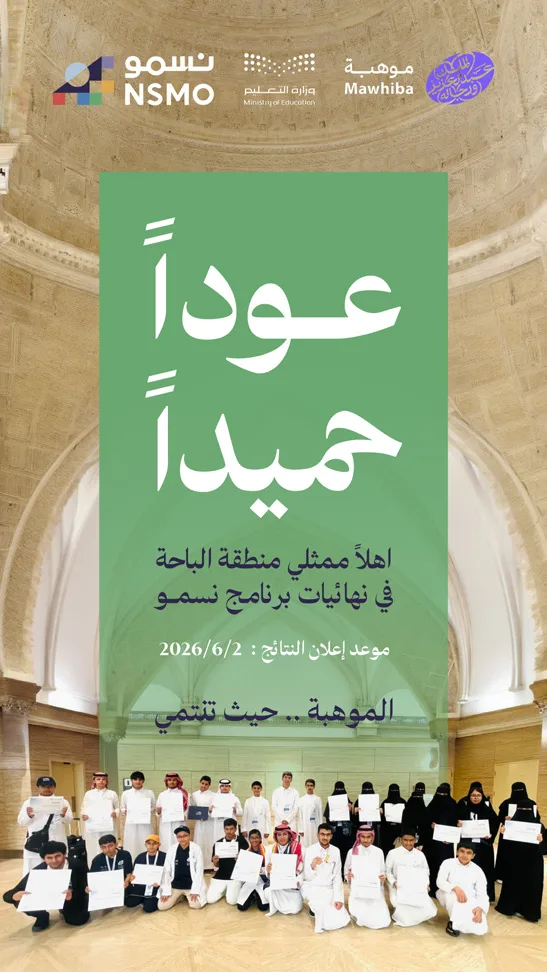 نسمو
NSMO
وزارة التعليم
Ministry of Education
موهبة
Mawhiba
عوداً
حميداً
اهلاً ممثلي منطقة الباحة
في نهائيات برنامج نسمو
موعد إعلان النتائج : 2026/6/2
الموهبة .. حيث تنتمي